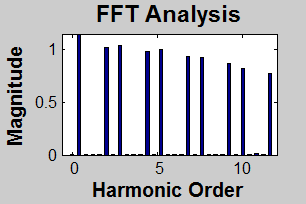 FFT Analysis
Magnitude
1
0.5
0
0 5 10
Harmonic Order